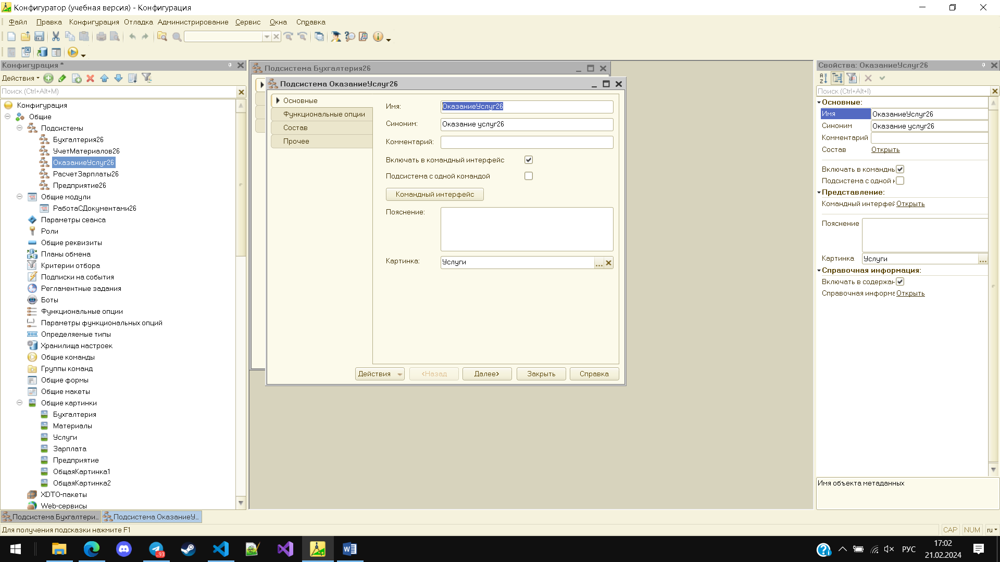 Конфигуратор (учебная версия) - Конфигурация
Файл Правка Конфигурация Отладка Администрирование Сервис Окна Справка
Конфигурация *
Действия
Поиск (Ctrl+Alt+M)
Конфигурация
Общие
Подсистемы
Бухгалтерия26
УчетМатериалов26
ОказаниеУслуг26
РасчетЗарплаты26
Предприятие26
Общие модули
РаботаСДокументами26
Параметры сеанса
Роли
Общие реквизиты
Планы обмена
Критерии отбора
Подписки на события
Регламентные задания
Боты
Функциональные опции
Параметры функциональных опций
Определяемые типы
Хранилища настроек
Общие команды
Группы команд
Общие формы
Общие макеты
Общие картинки
Бухгалтерия
Материалы
Услуги
Зарплата
Предприятие
ОбщаяКартинка1
ОбщаяКартинка2
XDTO-пакеты
Web-сервисы
Подсистема Бухгалтерия26
Подсистема ОказаниеУслуг26
Основные
Функциональные опции
Состав
Прочее
Имя: ОказаниеУслуг26
Синоним: Оказание услуг26
Комментарий:
Включать в командный интерфейс
Подсистема с одной командой
Командный интерфейс
Пояснение:
Картинка: Услуги
Действия <Назад Далее> Закрыть Справка
Свойства: ОказаниеУслуг26
Поиск (Ctrl+Alt+I)
Основные:
Имя ОказаниеУслуг26
Синоним Оказание услуг26
Комментарий
Состав Открыть
Включать в командны
Подсистема с одной к
Представление:
Командный интерфей Открыть
Пояснение
Картинка Услуги
Справочная информация:
Включать в содержан
Справочная информа Открыть
Имя объекта метаданных
Подсистема Бухгалтери... Подсистема ОказаниеУ...
Для получения подсказки нажмите F1
CAP NUM ru
.93
РУС
17:02
21.02.2024